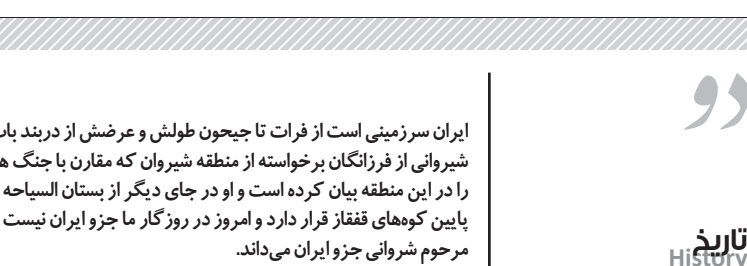 دو
ایران سرزمینی است از فرات تا جیحون طولش و عرضش از دربند
شیروانی از فرزانگان برخواسته از منطقه شیروان که مقارن با جنگ
را در این منطقه بیان کرده است و او در جای دیگر از بستان السیاحه
پایین کوه‌های قفقاز قرار دارد و امروز در روزگار ما جزو ایران نیست
مرحوم شروانی جزو ایران می‌داند.
تاریخ
History